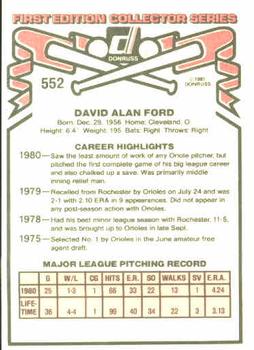 FIRST EDITION COLLECTOR SERIES
DONRUSS
552
© 1981
DONRUSS
DAVID ALAN FORD
Born: Dec. 29, 1956 Home: Cleveland, O
Height: 6'4" Weight: 195 Bats: Right Throws: Right
CAREER HIGHLIGHTS
1980— Saw the least amount of work of any Oriole pitcher, but
pitched the first complete game of his big league career
and also chalked up a save. Was primarily middle
inning relief man.
1979— Recalled from Rochester by Orioles on July 24 and was
2-1 with 2.10 ERA in 9 appearances. Did not appear in
any post-season action with Orioles.
1978— Had his best minor league season with Rochester, 11-5,
and was brought up to Orioles in Sept.
1975— Selected No. 1 by Orioles in the June amateur free
agent draft.
MAJOR LEAGUE PITCHING RECORD
G W/L CG HITS E.R. SO WALKS SV E.R.A.
1980 25 1-3 1 66 33 22 13 1 4.24
LIFE-
TIME 36 4-4 1 99 40 34 22 3 3.13